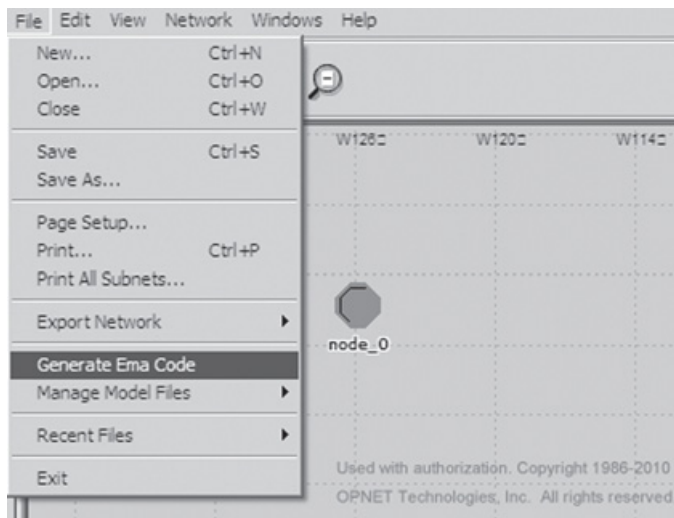 File Edit View Network Windows Help
New... Ctrl+N
Open... Ctrl+O
Close Ctrl+W
Save Ctrl+S
Save As...
Page Setup...
Print... Ctrl+P
Print All Subnets...
Export Network
Generate Ema Code
Manage Model Files
Recent Files
Exit
W126 W120 W114
node_0
Used with authorization. Copyright 1986-2010
OPNET Technologies, Inc. All rights reserved